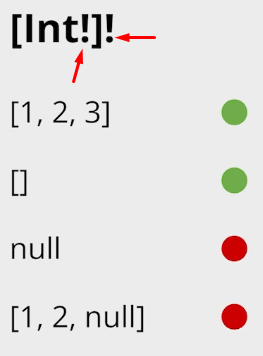 [Int!]!
[1, 2, 3]
[]
null
[1, 2, null]